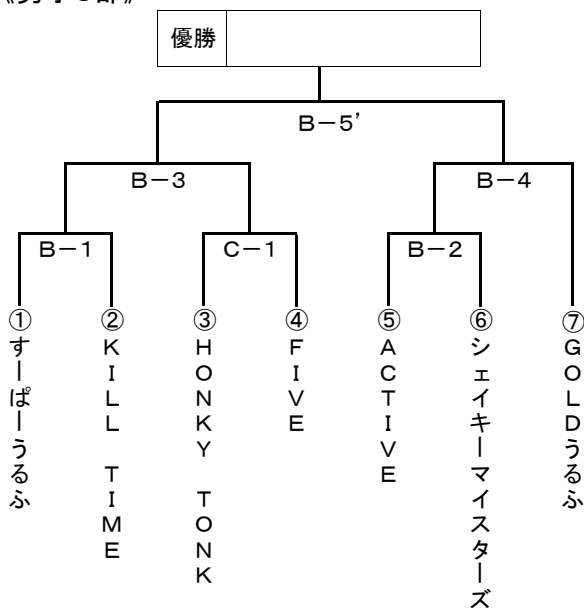 優勝
B－5’
B－3
B－4
B－1
C－1
B－2
①すーぱーうるふ
②KILL TIME
③HONKY TONK
④FIVE
⑤ACTIVE
⑥シェイキーマイスターズ
⑦GOLDうるふ